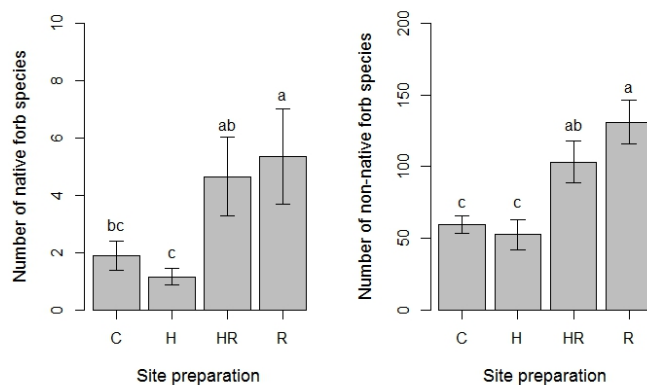 Number of native forb species
10
8
6
4
2
0
bc
c
ab
a
C H HR R
Site preparation
Number of non-native forb species
200
150
100
50
0
c
c
ab
a
C H HR R
Site preparation